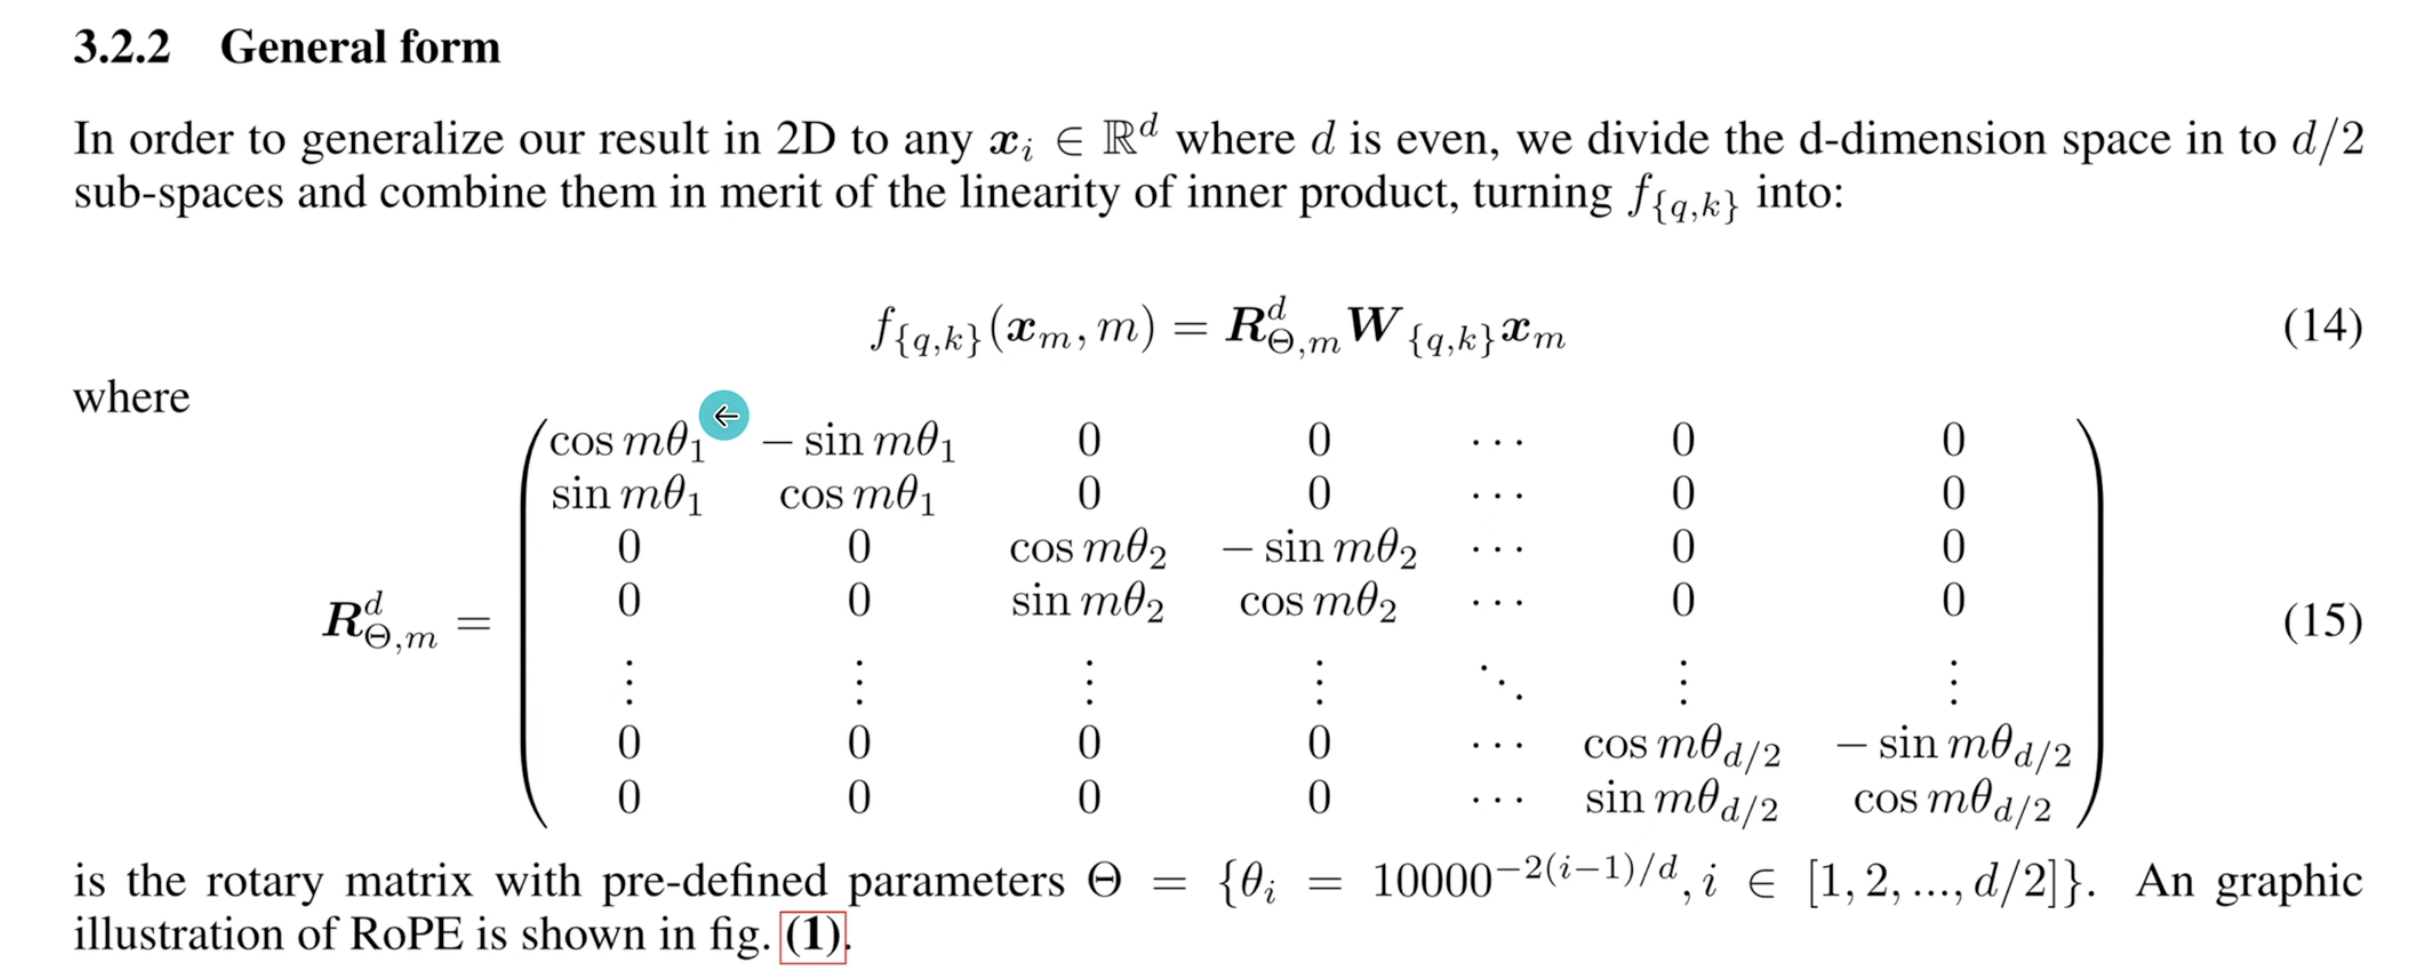 3.2.2 General form
In order to generalize our result in 2D to any $\boldsymbol{x}_i \in \mathbb{R}^d$ where $d$ is even, we divide the d-dimension space in to $d/2$
sub-spaces and combine them in merit of the linearity of inner product, turning $f_{\{q,k\}}$ into:
$f_{\{q,k\}}(\boldsymbol{x}_m, m) = \boldsymbol{R}^d_{\Theta,m} \boldsymbol{W}_{\{q,k\}} \boldsymbol{x}_m$ (14)
where
$\boldsymbol{R}^d_{\Theta,m} = \begin{pmatrix} \cos m\theta_1 & -\sin m\theta_1 & 0 & 0 & \cdots & 0 & 0 \\ \sin m\theta_1 & \cos m\theta_1 & 0 & 0 & \cdots & 0 & 0 \\ 0 & 0 & \cos m\theta_2 & -\sin m\theta_2 & \cdots & 0 & 0 \\ 0 & 0 & \sin m\theta_2 & \cos m\theta_2 & \cdots & 0 & 0 \\ \vdots & \vdots & \vdots & \vdots & \ddots & \vdots & \vdots \\ 0 & 0 & 0 & 0 & \cdots & \cos m\theta_{d/2} & -\sin m\theta_{d/2} \\ 0 & 0 & 0 & 0 & \cdots & \sin m\theta_{d/2} & \cos m\theta_{d/2} \end{pmatrix}$ (15)
is the rotary matrix with pre-defined parameters $\Theta = \{\theta_i = 10000^{-2(i-1)/d}, i \in [1, 2, ..., d/2]\}$. An graphic
illustration of RoPE is shown in fig. (1).